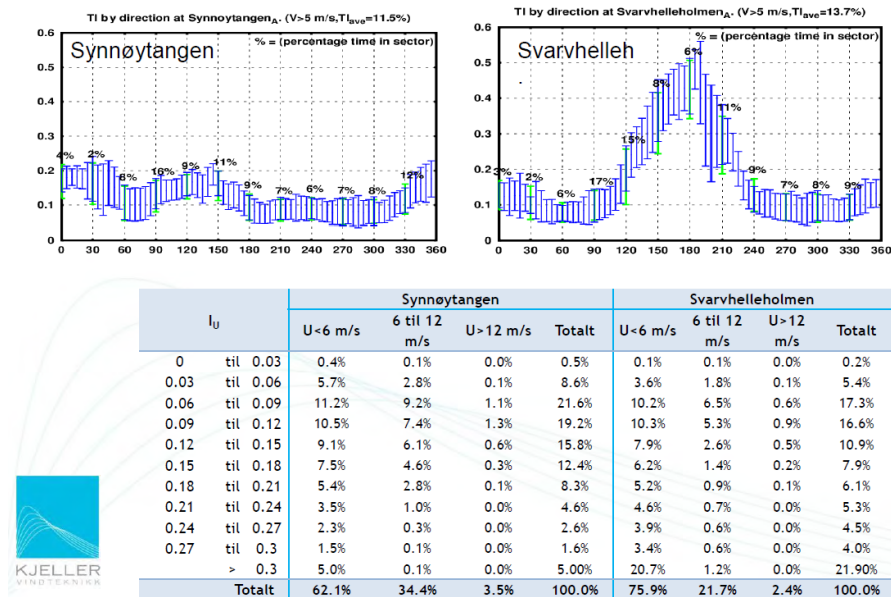 TI by direction at Synnoytangen_A. (V>5 m/s,TI_ave=11.5%)
% = (percentage time in sector)
Synnøytangen
0.6
0.5
0.4
0.3
0.2
0.1
0
4% 2% 8% 16% 9% 11% 9% 7% 6% 7% 8% 12%
0 30 60 90 120 150 180 210 240 270 300 330 360
TI by direction at Svarvhelleholmen_A. (V>5 m/s,TI_ave=13.7%)
% = (percentage time in sector)
Svarvhelleh
0.6
0.5
0.4
0.3
0.2
0.1
0
3% 2% 6% 17% 15% 8% 6% 11% 9% 7% 8% 9%
0 30 60 90 120 150 180 210 240 270 300 330 360
Synnøytangen Svarvhelleholmen
I_U U<6 m/s 6 til 12 m/s U>12 m/s Totalt U<6 m/s 6 til 12 m/s U>12 m/s Totalt
0 til 0.03 0.4% 0.1% 0.0% 0.5% 0.1% 0.1% 0.0% 0.2%
0.03 til 0.06 5.7% 2.8% 0.1% 8.6% 3.6% 1.8% 0.1% 5.4%
0.06 til 0.09 11.2% 9.2% 1.1% 21.6% 10.2% 6.5% 0.6% 17.3%
0.09 til 0.12 10.5% 7.4% 1.3% 19.2% 10.3% 5.3% 0.9% 16.6%
0.12 til 0.15 9.1% 6.1% 0.6% 15.8% 7.9% 2.6% 0.5% 10.9%
0.15 til 0.18 7.5% 4.6% 0.3% 12.4% 6.2% 1.4% 0.2% 7.9%
0.18 til 0.21 5.4% 2.8% 0.1% 8.3% 5.2% 0.9% 0.1% 6.1%
0.21 til 0.24 3.5% 1.0% 0.0% 4.6% 4.6% 0.7% 0.0% 5.3%
0.24 til 0.27 2.3% 0.3% 0.0% 2.6% 3.9% 0.6% 0.0% 4.5%
0.27 til 0.3 1.5% 0.1% 0.0% 1.6% 3.4% 0.6% 0.0% 4.0%
> 0.3 5.0% 0.1% 0.0% 5.00% 20.7% 1.2% 0.0% 21.90%
Totalt 62.1% 34.4% 3.5% 100.0% 75.9% 21.7% 2.4% 100.0%
KJELLER
VINDTEKNIKK